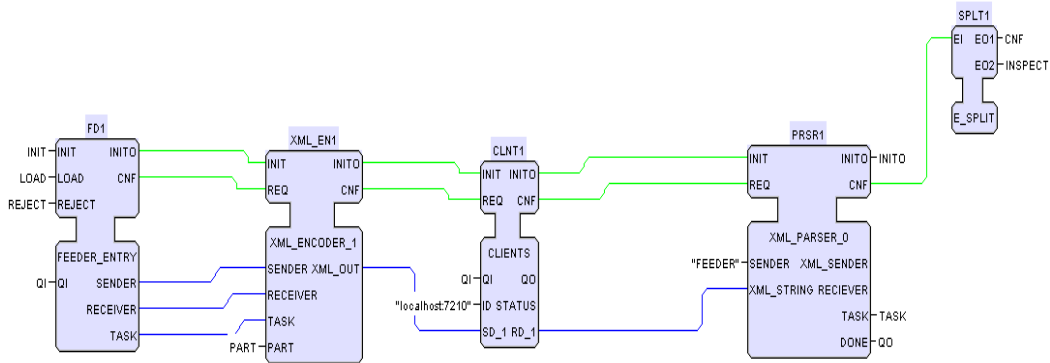 SPLT1
EI EO1 CNF
EO2 INSPECT
E_SPLIT
FD1
INIT INIT INITO
LOAD LOAD CNF
REJECT REJECT
FEEDER_ENTRY
QI QI
SENDER
RECEIVER
TASK
XML_EN1
INIT INITO
REQ CNF
XML_ENCODER_1
SENDER XML_OUT
RECEIVER
TASK
PART PART
CLNT1
INIT INITO
REQ CNF
CLIENTS
QI QI QO
"localhost:7210" ID STATUS
SD_1 RD_1
PRSR1
INIT INITO INITO
REQ CNF
XML_PARSER_0
"FEEDER" SENDER XML_SENDER
XML_STRING RECIEVER
TASK TASK
DONE QO